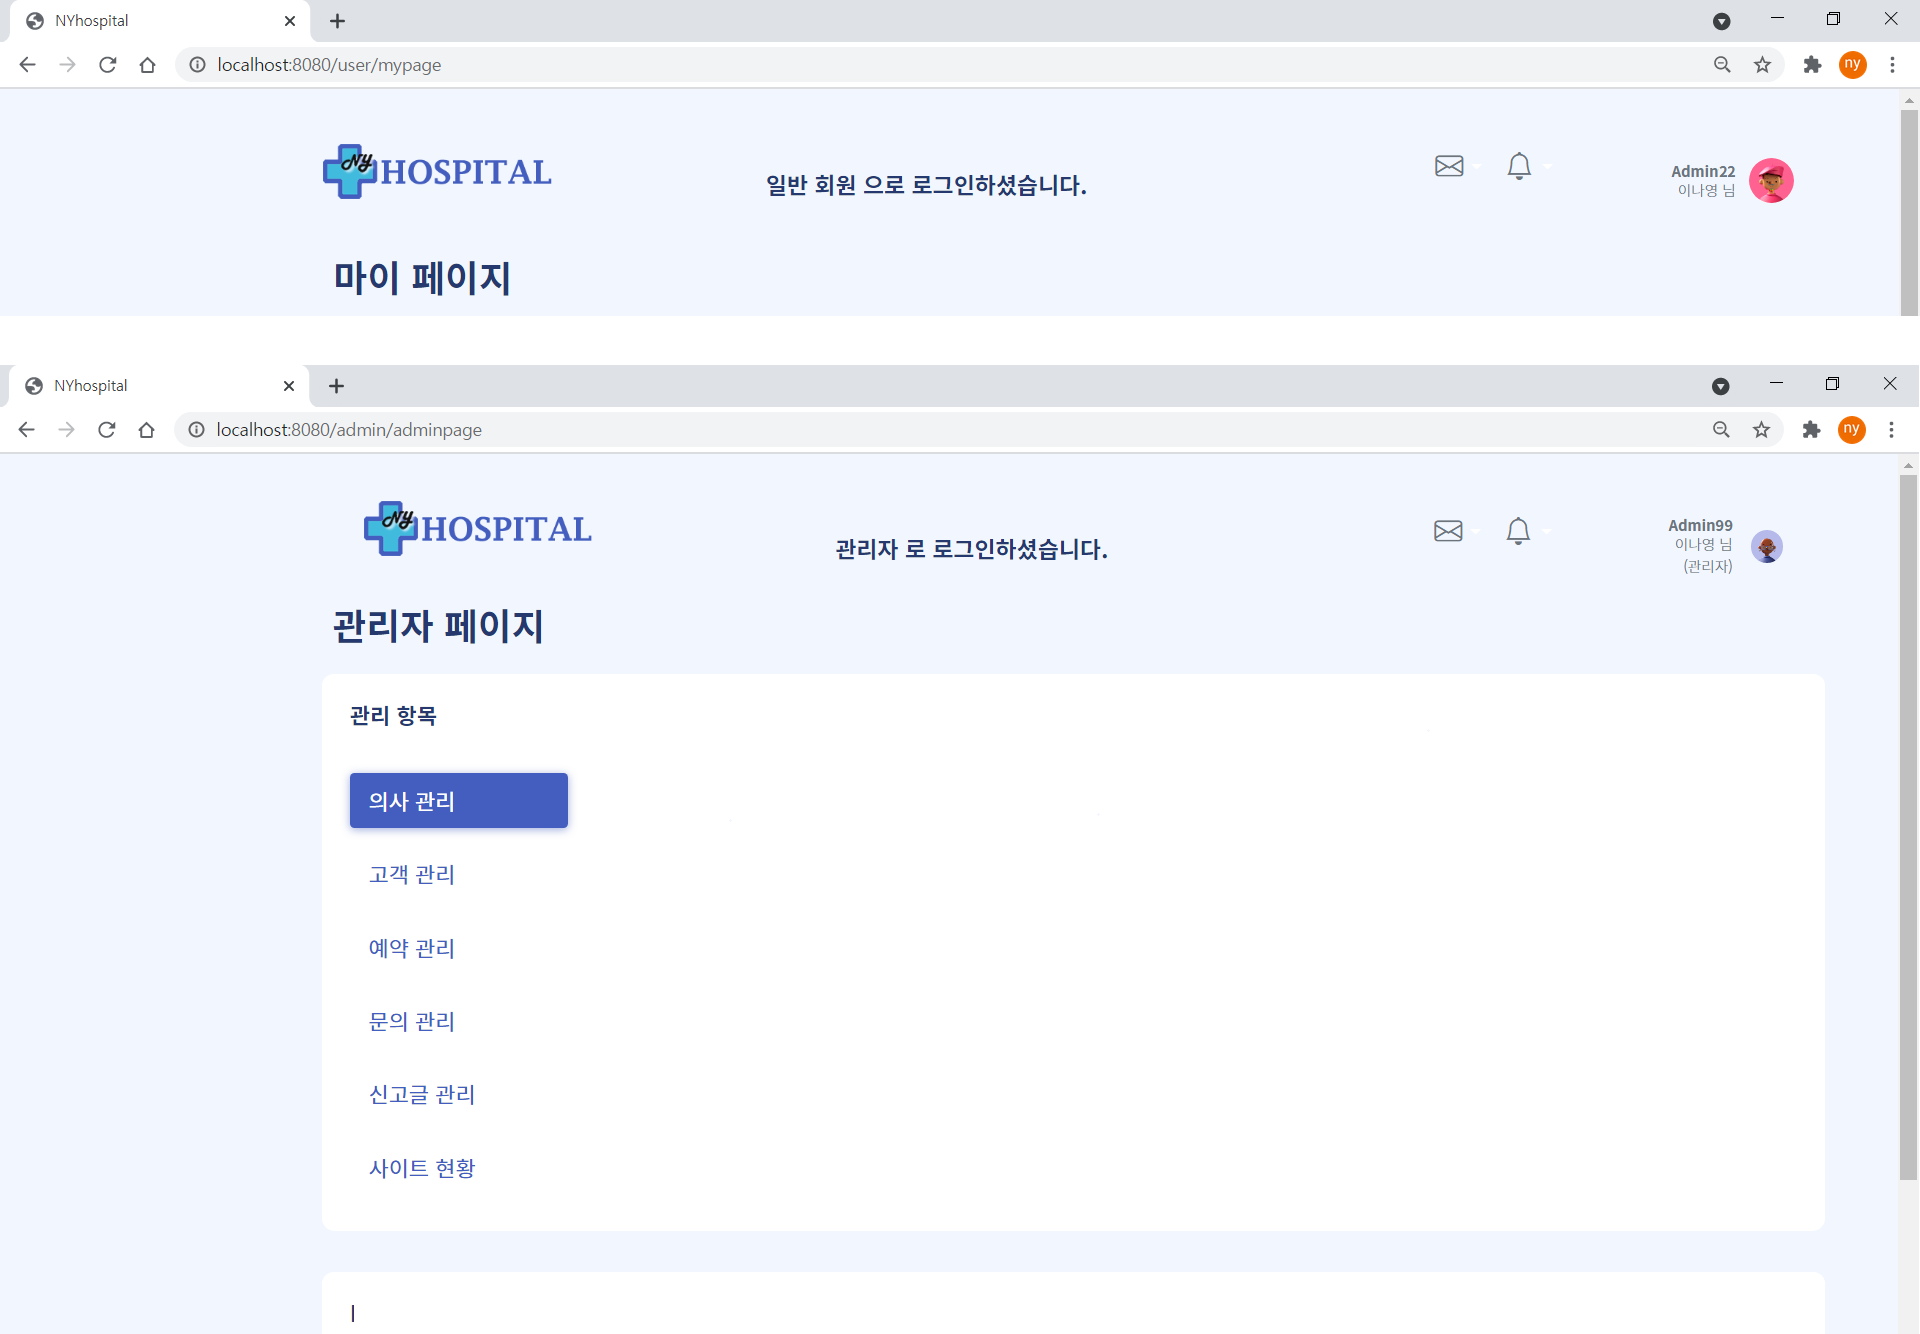 NYhospital
localhost:8080/user/mypage
ny
Ny HOSPITAL
일반 회원 으로 로그인하셨습니다.
Admin22
이나영 님
마이 페이지
NYhospital
localhost:8080/admin/adminpage
ny
Ny HOSPITAL
관리자 로 로그인하셨습니다.
Admin99
이나영 님
(관리자)
관리자 페이지
관리 항목
의사 관리
고객 관리
예약 관리
문의 관리
신고글 관리
사이트 현황